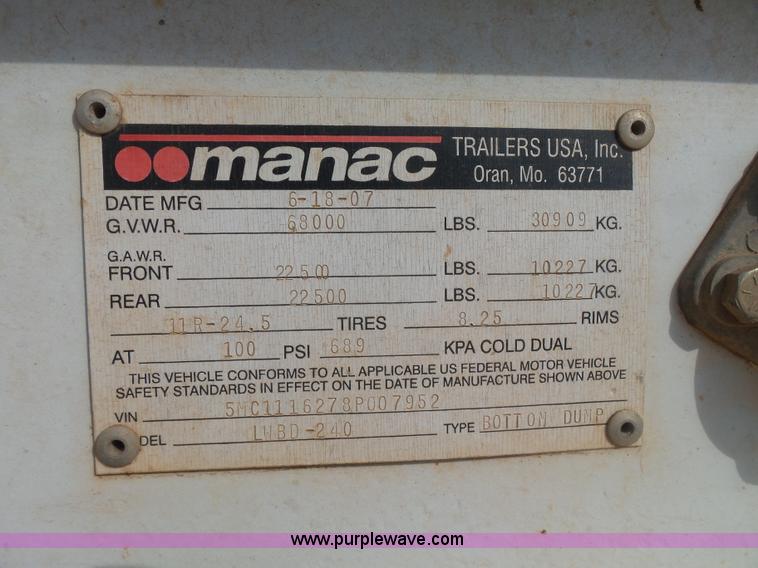 manac TRAILERS USA, Inc.
Oran, Mo. 63771
DATE MFG 6-18-07
G.V.W.R. 68000 LBS. 30909 KG.
G.A.W.R.
FRONT 22500 LBS. 10227 KG.
REAR 22500 LBS. 10227 KG.
11R-24.5 TIRES 8.25 RIMS
AT 100 PSI 689 KPA COLD DUAL
THIS VEHICLE CONFORMS TO ALL APPLICABLE US FEDERAL MOTOR VEHICLE
SAFETY STANDARDS IN EFFECT ON THE DATE OF MANUFACTURE SHOWN ABOVE
VIN 5MC1116278P007952
DEL LWBD-240 TYPE BOTTON DUMP
www.purplewave.com